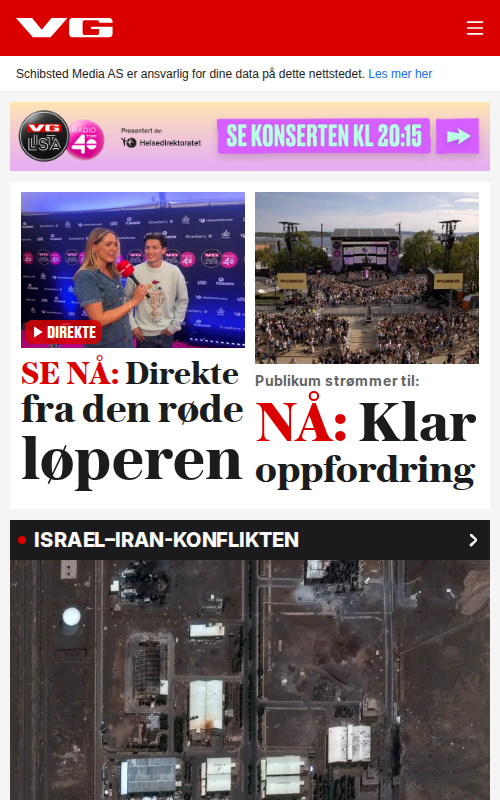 VG
Schibsted Media AS er ansvarlig for dine data på dette nettstedet. Les mer her
VG
LISTA
RADIO
TOPP
40
Presentert av:
Helsedirektoratet
SE KONSERTEN KL 20:15
DIREKTE
SE NÅ: Direkte
fra den røde
løperen
Publikum strømmer til:
NÅ: Klar
oppfordring
ISRAEL–IRAN-KONFLIKTEN